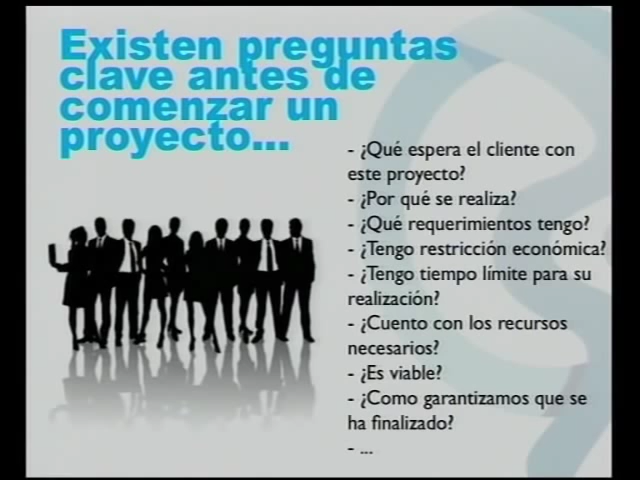 Existen preguntas
clave antes de
comenzar un
proyecto...
- ¿Qué espera el cliente con
este proyecto?
- ¿Por qué se realiza?
- ¿Qué requerimientos tengo?
- ¿Tengo restricción económica?
- ¿Tengo tiempo límite para su
realización?
- ¿Cuento con los recursos
necesarios?
- ¿Es viable?
- ¿Como garantizamos que se
ha finalizado?
- ...